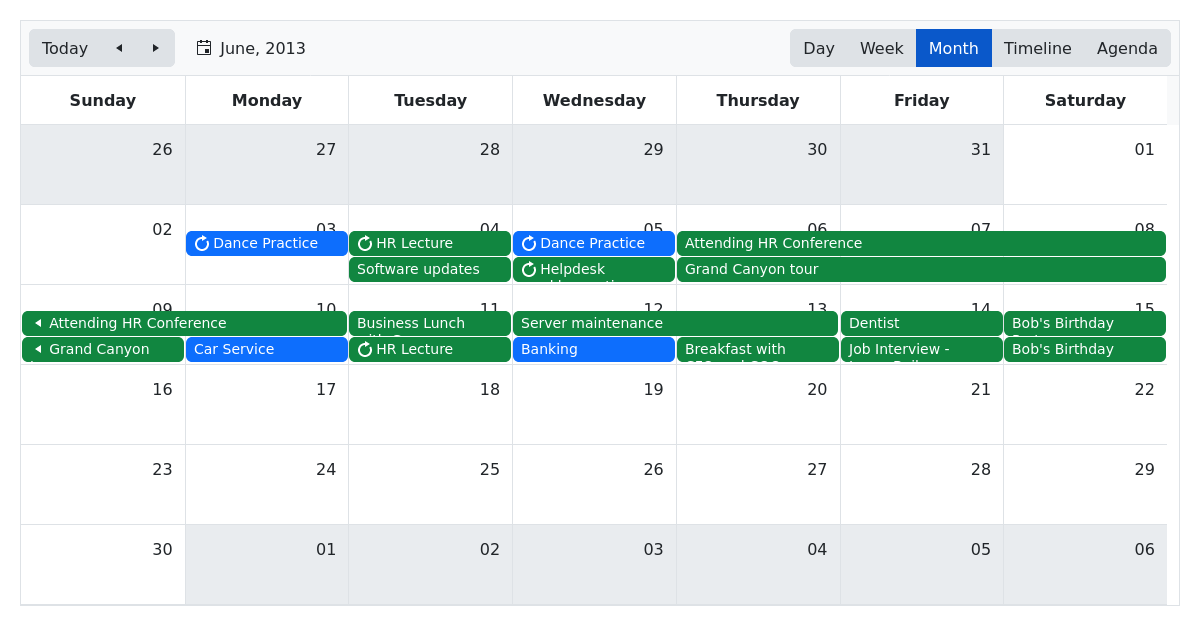 Today June, 2013 Day Week Month Timeline Agenda
Sunday Monday Tuesday Wednesday Thursday Friday Saturday
26 27 28 29 30 31 01
02 03 04 05 06 07 08
Dance Practice HR Lecture Dance Practice Attending HR Conference
Software updates Helpdesk Grand Canyon tour
09 10 11 12 13 14 15
Attending HR Conference Business Lunch Server maintenance Dentist Bob's Birthday
Grand Canyon Car Service HR Lecture Banking Breakfast with Job Interview - Bob's Birthday
16 17 18 19 20 21 22
23 24 25 26 27 28 29
30 01 02 03 04 05 06